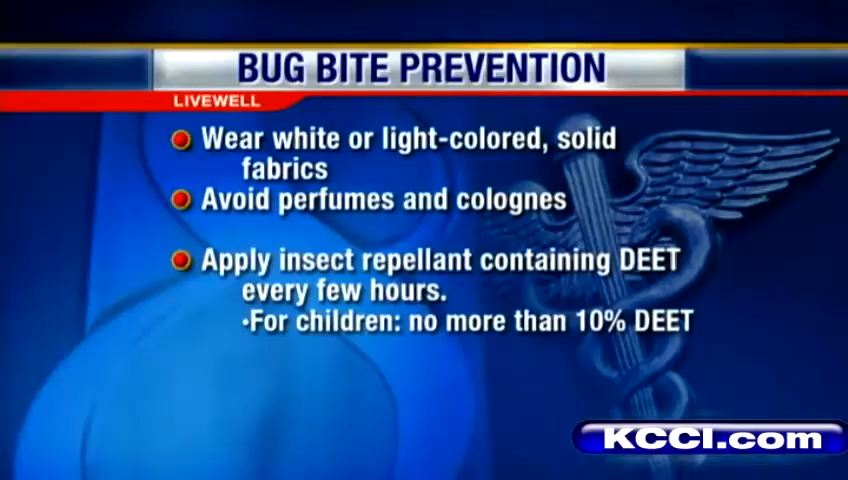 BUG BITE PREVENTION
LIVEWELL
Wear white or light-colored, solid
fabrics
Avoid perfumes and colognes
Apply insect repellant containing DEET
every few hours.
·For children: no more than 10% DEET
KCCI.com